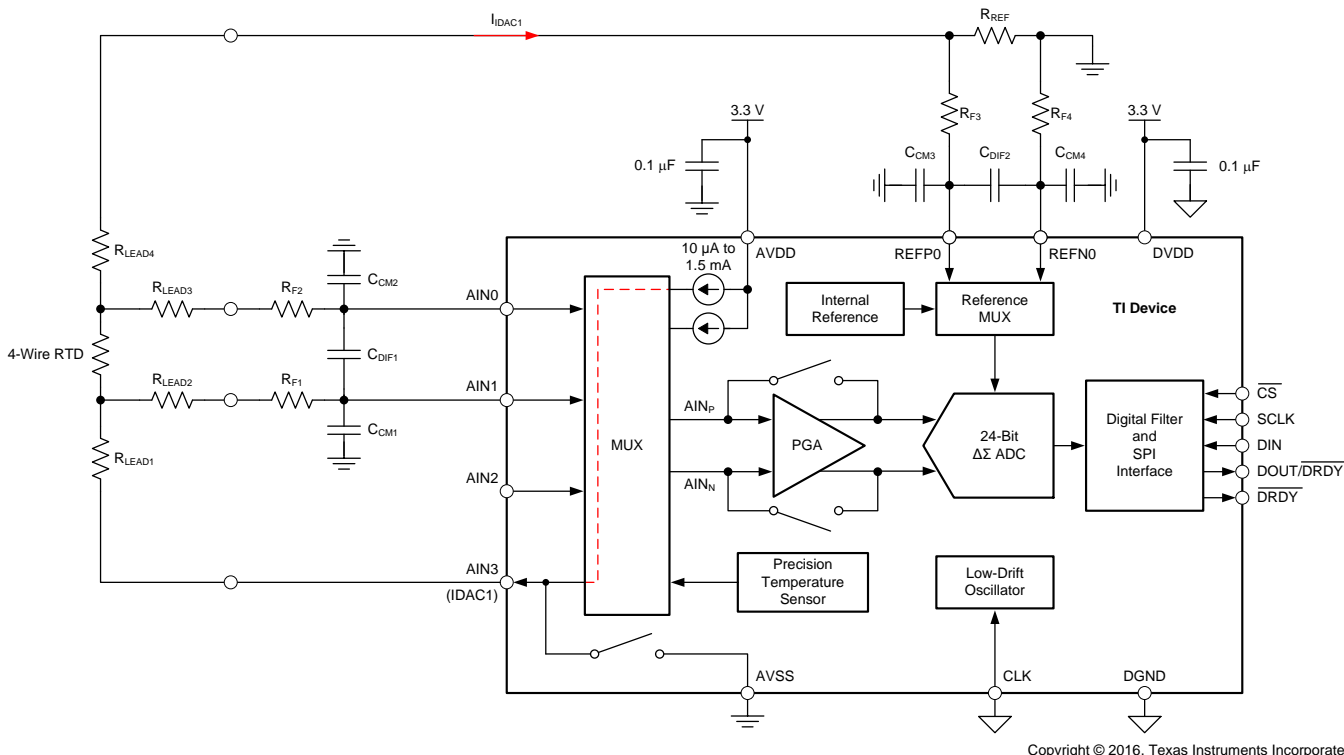 I_IDAC1
R_REF
3.3 V
R_F3
R_F4
3.3 V
0.1 µF
C_CM3
C_DIF2
C_CM4
0.1 µF
R_LEAD4
10 µA to
1.5 mA
AVDD
REFP0
REFN0
DVDD
R_LEAD3
R_F2
C_CM2
AIN0
Internal
Reference
Reference
MUX
TI Device
4-Wire RTD
C_DIF1
R_LEAD2
R_F1
AIN1
C_CM1
MUX
AIN_P
PGA
24-Bit
ΔΣ ADC
Digital Filter
and
SPI
Interface
C̅S̅
SCLK
DIN
DOUT/D̅R̅D̅Y̅
D̅R̅D̅Y̅
R_LEAD1
AIN2
AIN_N
AIN3
(IDAC1)
Precision
Temperature
Sensor
Low-Drift
Oscillator
AVSS
CLK
DGND
Copyright © 2016, Texas Instruments Incorporate